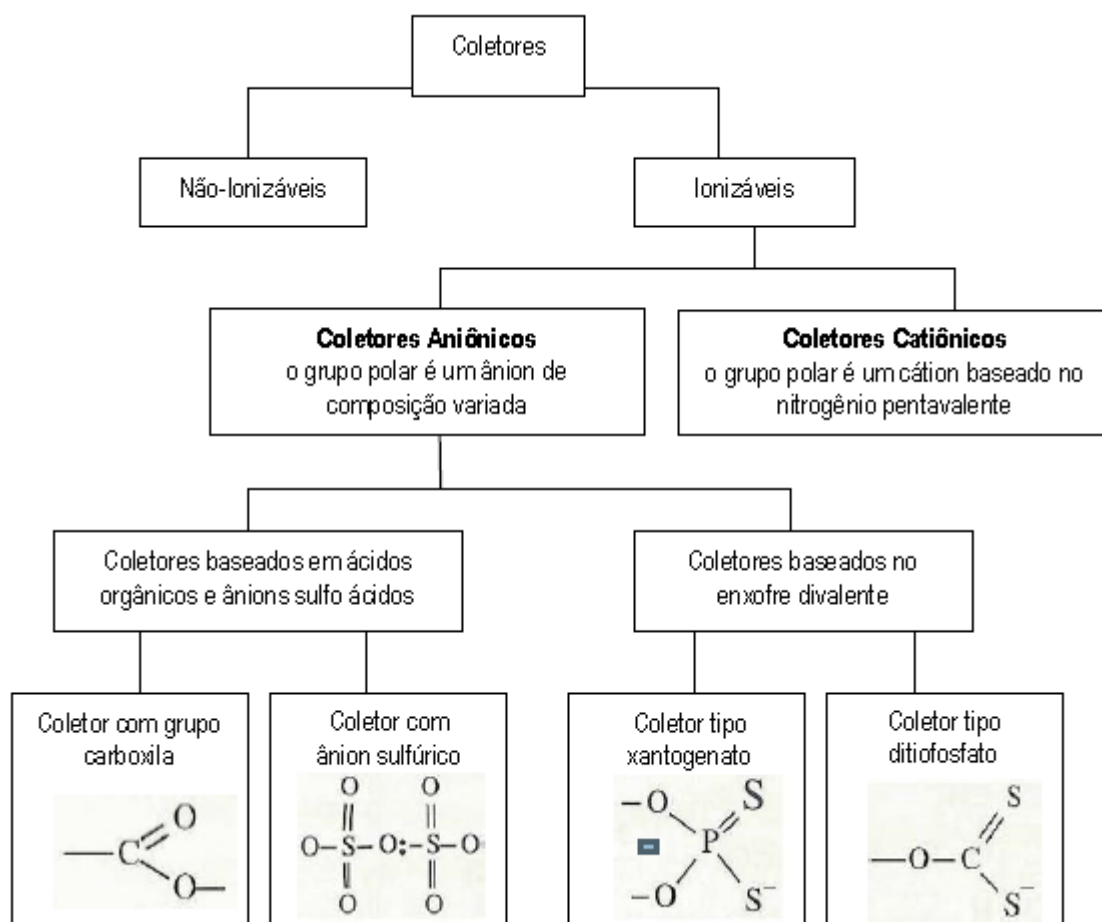 Coletores
Não-Ionizáveis
Ionizáveis
Coletores Aniônicos
o grupo polar é um ânion de
composição variada
Coletores Catiônicos
o grupo polar é um cátion baseado no
nitrogênio pentavalente
Coletores baseados em ácidos
orgânicos e ânions sulfo ácidos
Coletores baseados no
enxofre divalente
Coletor com grupo
carboxila
O
C
O
Coletor com
ânion sulfúrico
O O
O S O: S O
O O
Coletor tipo
xantogenato
O S
P
O S⁻
Coletor tipo
ditiofosfato
S
O C
S⁻